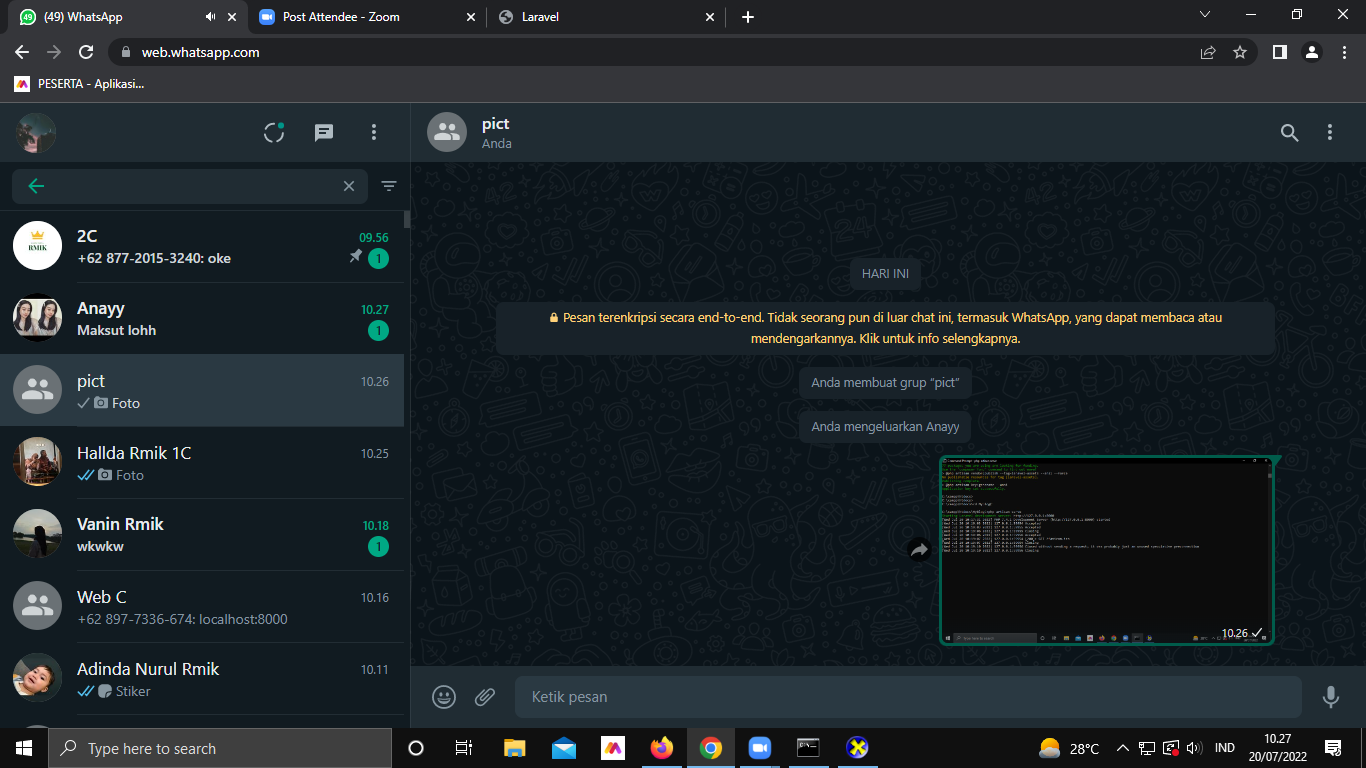 49
(49) WhatsApp
Post Attendee - Zoom
Laravel
web.whatsapp.com
PESERTA - Aplikasi...
2C
09.56
+62 877-2015-3240: oke
1
Anayy
10.27
Maksut lohh
1
pict
10.26
Foto
Hallda Rmik 1C
10.25
Foto
Vanin Rmik
10.18
wkwkw
1
Web C
10.16
+62 897-7336-674: localhost:8000
Adinda Nurul Rmik
10.11
Stiker
RMIK
pict
Anda
HARI INI
Pesan terenkripsi secara end-to-end. Tidak seorang pun di luar chat ini, termasuk WhatsApp, yang dapat membaca atau
mendengarkannya. Klik untuk info selengkapnya.
Anda membuat grup “pict”
Anda mengeluarkan Anayy
10.26
Ketik pesan
Type here to search
28°C
IND
10.27
20/07/2022